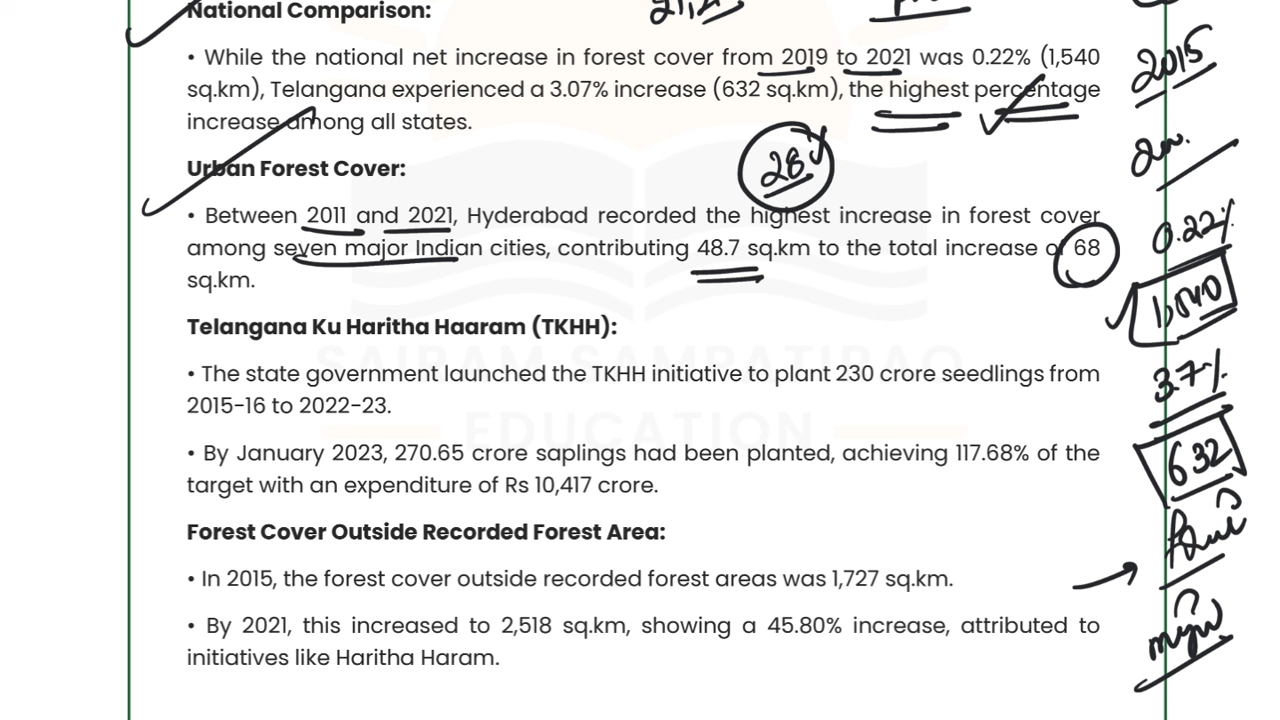 National Comparison:
• While the national net increase in forest cover from 2019 to 2021 was 0.22% (1,540
sq.km), Telangana experienced a 3.07% increase (632 sq.km), the highest percentage
increase among all states.
Urban Forest Cover:
• Between 2011 and 2021, Hyderabad recorded the highest increase in forest cover
among seven major Indian cities, contributing 48.7 sq.km to the total increase of 68
sq.km.
Telangana Ku Haritha Haaram (TKHH):
• The state government launched the TKHH initiative to plant 230 crore seedlings from
2015-16 to 2022-23.
• By January 2023, 270.65 crore saplings had been planted, achieving 117.68% of the
target with an expenditure of Rs 10,417 crore.
Forest Cover Outside Recorded Forest Area:
• In 2015, the forest cover outside recorded forest areas was 1,727 sq.km.
• By 2021, this increased to 2,518 sq.km, showing a 45.80% increase, attributed to
initiatives like Haritha Haram.
SAIRAM SAMPATIRAO
EDUCATION
28
2015
0.22%
1540
3.7%
632